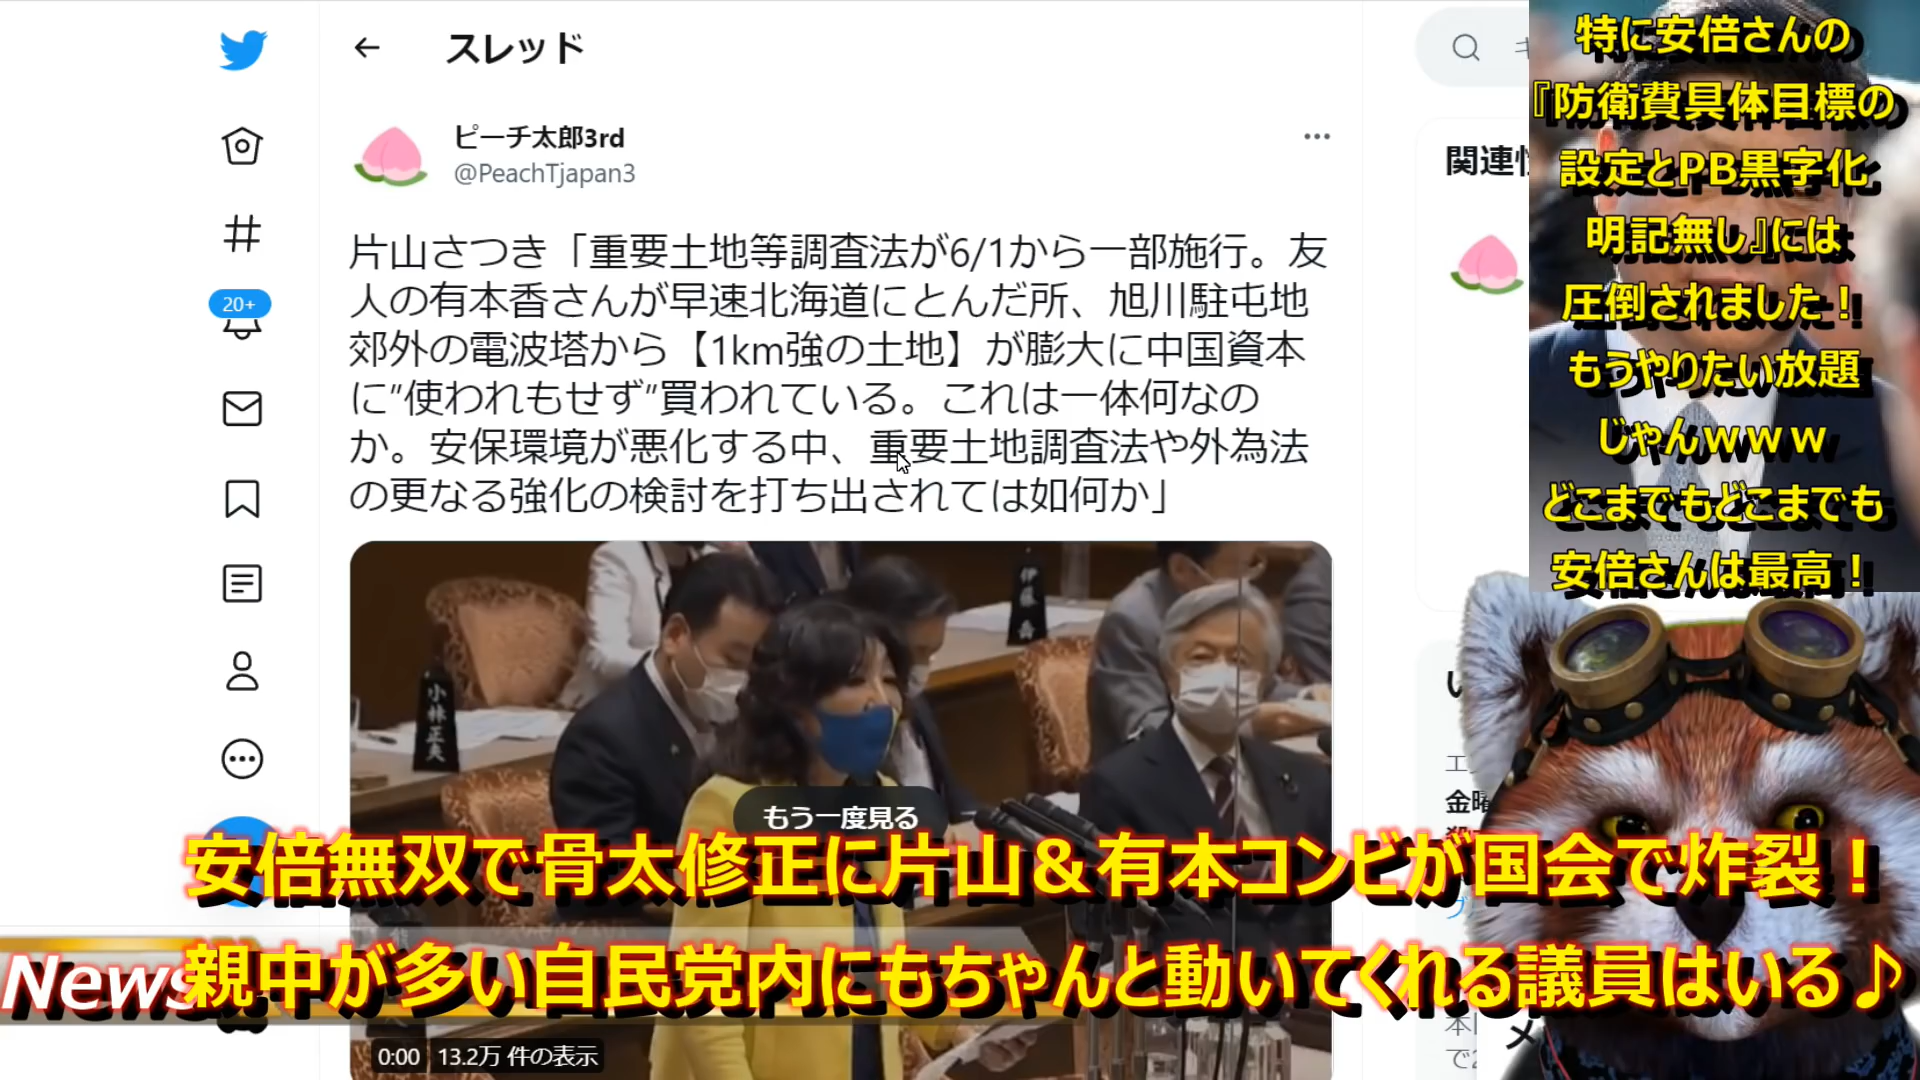 スレッド
ピーチ太郎3rd
@PeachTjapan3
片山さつき「重要土地等調査法が6/1から一部施行。友
人の有本香さんが早速北海道にとんだ所、旭川駐屯地
郊外の電波塔から【1km強の土地】が膨大に中国資本
に"使われもせず"買われている。これは一体何なの
か。安保環境が悪化する中、重要土地調査法や外為法
の更なる強化の検討を打ち出されては如何か」
20+
伊藤 岳
小林正夫
もう一度見る
0:00 13.2万 件の表示
関連性
特に安倍さんの
『防衛費具体目標の
設定とPB黒字化
明記無し』には
圧倒されました！
もうやりたい放題
じゃんｗｗｗ
どこまでもどこまでも
安倍さんは最高！
い
エ
金曜
安倍無双で骨太修正に片山＆有本コンビが国会で炸裂！
News
親中が多い自民党内にもちゃんと動いてくれる議員はいる♪
メ